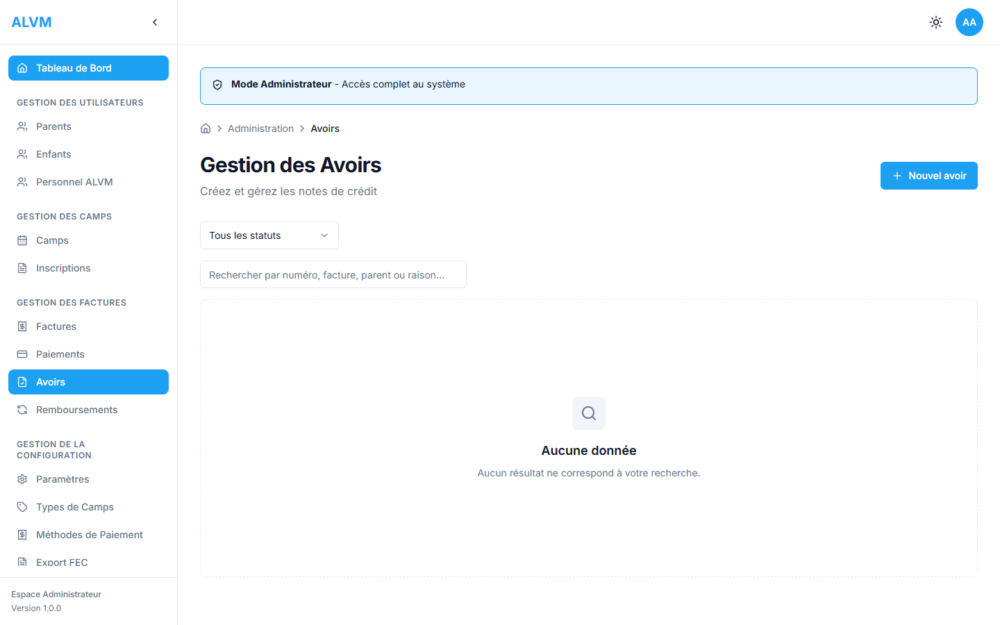 ALVM
AA
Tableau de Bord
GESTION DES UTILISATEURS
Parents
Enfants
Personnel ALVM
GESTION DES CAMPS
Camps
Inscriptions
GESTION DES FACTURES
Factures
Paiements
Avoirs
Remboursements
GESTION DE LA
CONFIGURATION
Paramètres
Types de Camps
Méthodes de Paiement
Export FEC
Espace Administrateur
Version 1.0.0
Mode Administrateur - Accès complet au système
Administration
Avoirs
Gestion des Avoirs
Créez et gérez les notes de crédit
Nouvel avoir
Tous les statuts
Rechercher par numéro, facture, parent ou raison...
Aucune donnée
Aucun résultat ne correspond à votre recherche.